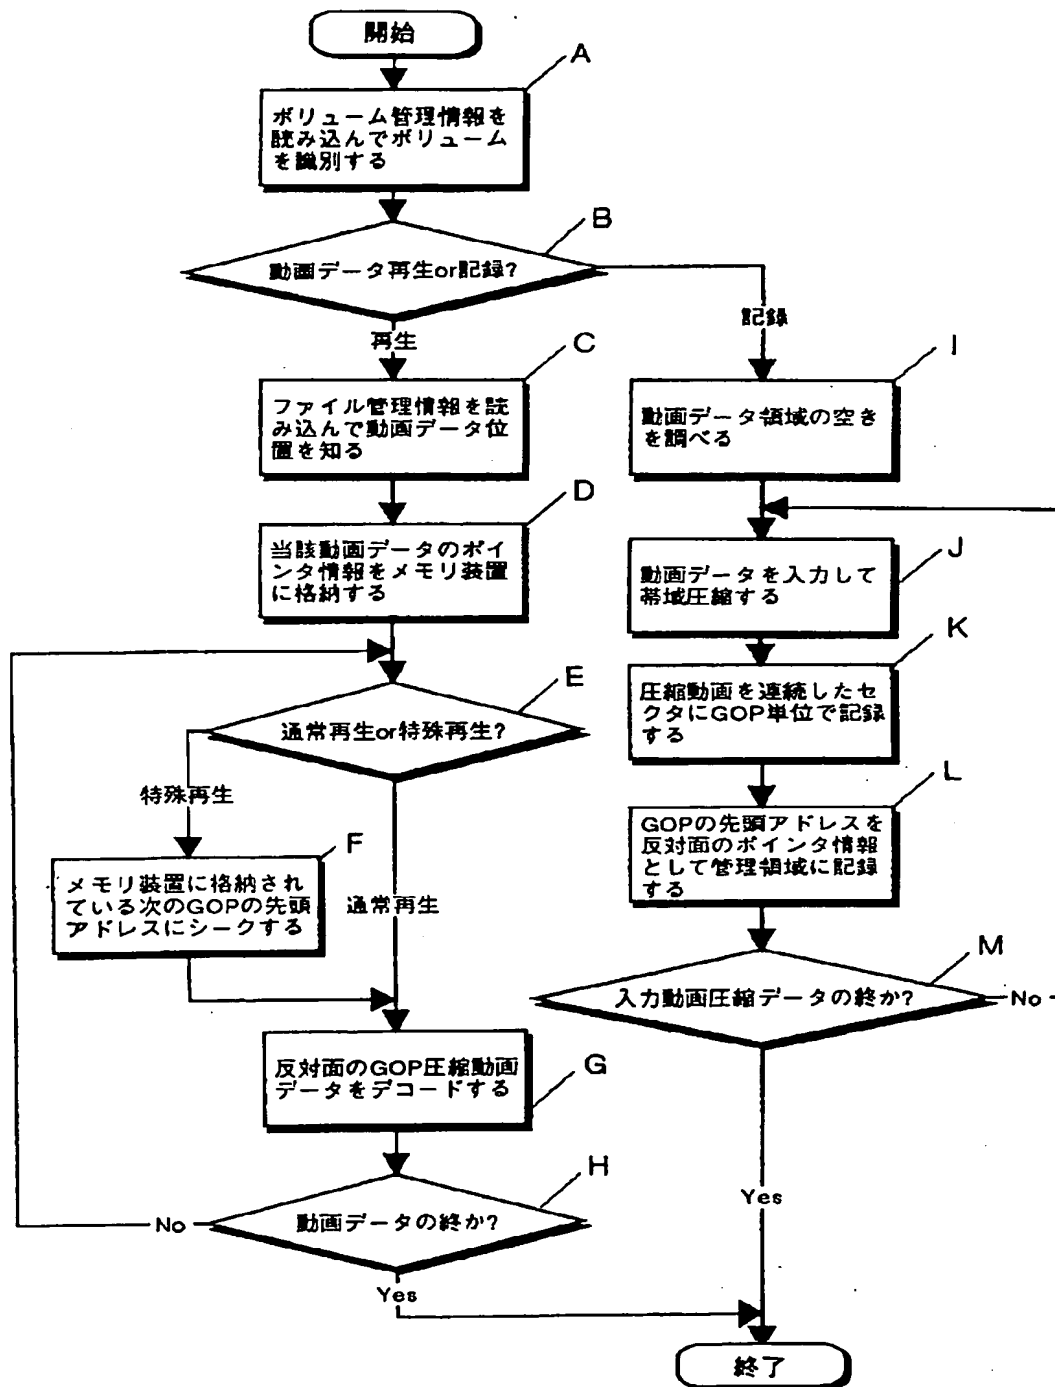 開始
A
ボリューム管理情報を
読み込んでボリューム
を識別する
B
動画データ再生or記録?
再生
記録
C
ファイル管理情報を読
み込んで動画データ位
置を知る
I
動画データ領域の空き
を調べる
D
当該動画データのポイ
ンタ情報をメモリ装置
に格納する
J
動画データを入力して
帯域圧縮する
E
通常再生or特殊再生?
K
圧縮動画を連続したセ
クタにGOP単位で記録
する
特殊再生
L
GOPの先頭アドレスを
反対面のポインタ情報
として管理領域に記録
する
F
メモリ装置に格納され
ている次のGOPの先頭
アドレスにシークする
通常再生
M
入力動画圧縮データの終か?
No
G
反対面のGOP圧縮動画
データをデコードする
H
動画データの終か?
No
Yes
Yes
終了